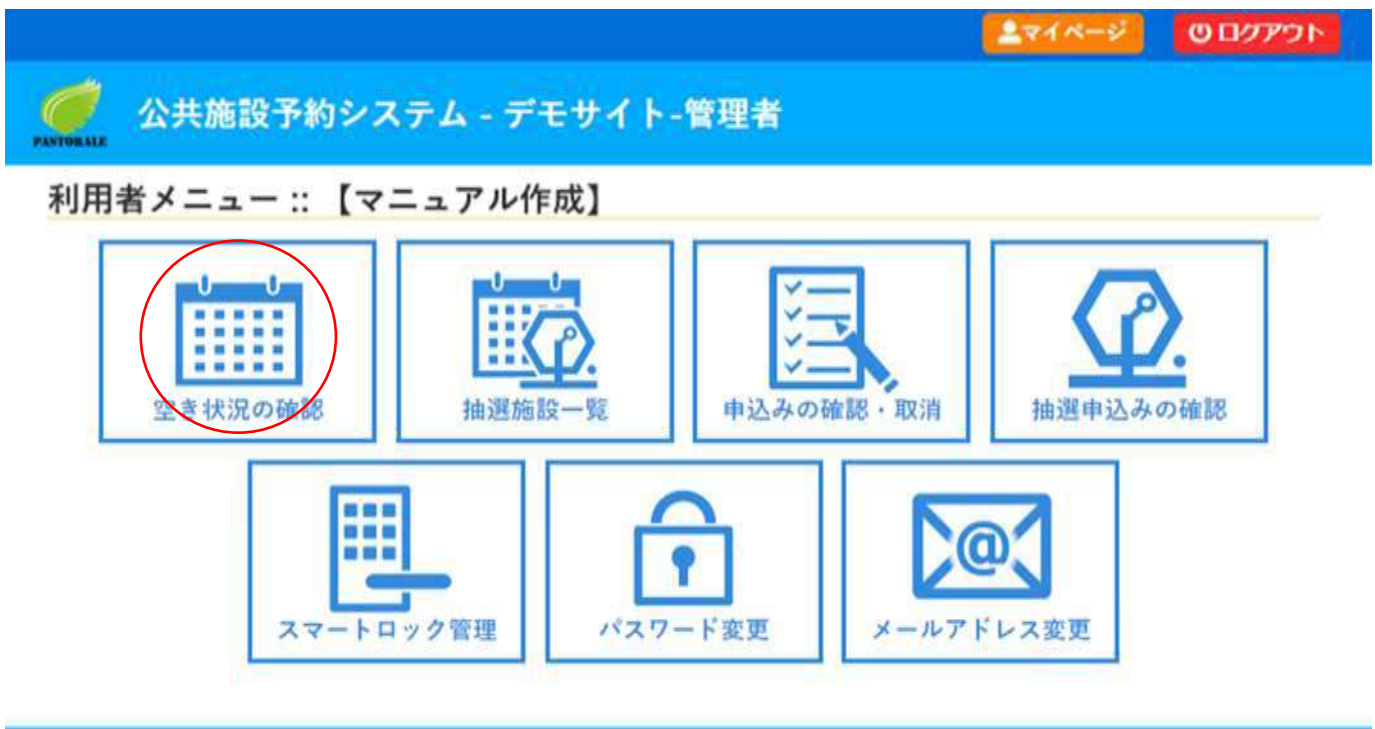 マイページ
ログアウト
PASTORALE
公共施設予約システム - デモサイト-管理者
利用者メニュー :: 【マニュアル作成】
空き状況の確認
抽選施設一覧
申込みの確認・取消
抽選申込みの確認
スマートロック管理
パスワード変更
@
メールアドレス変更